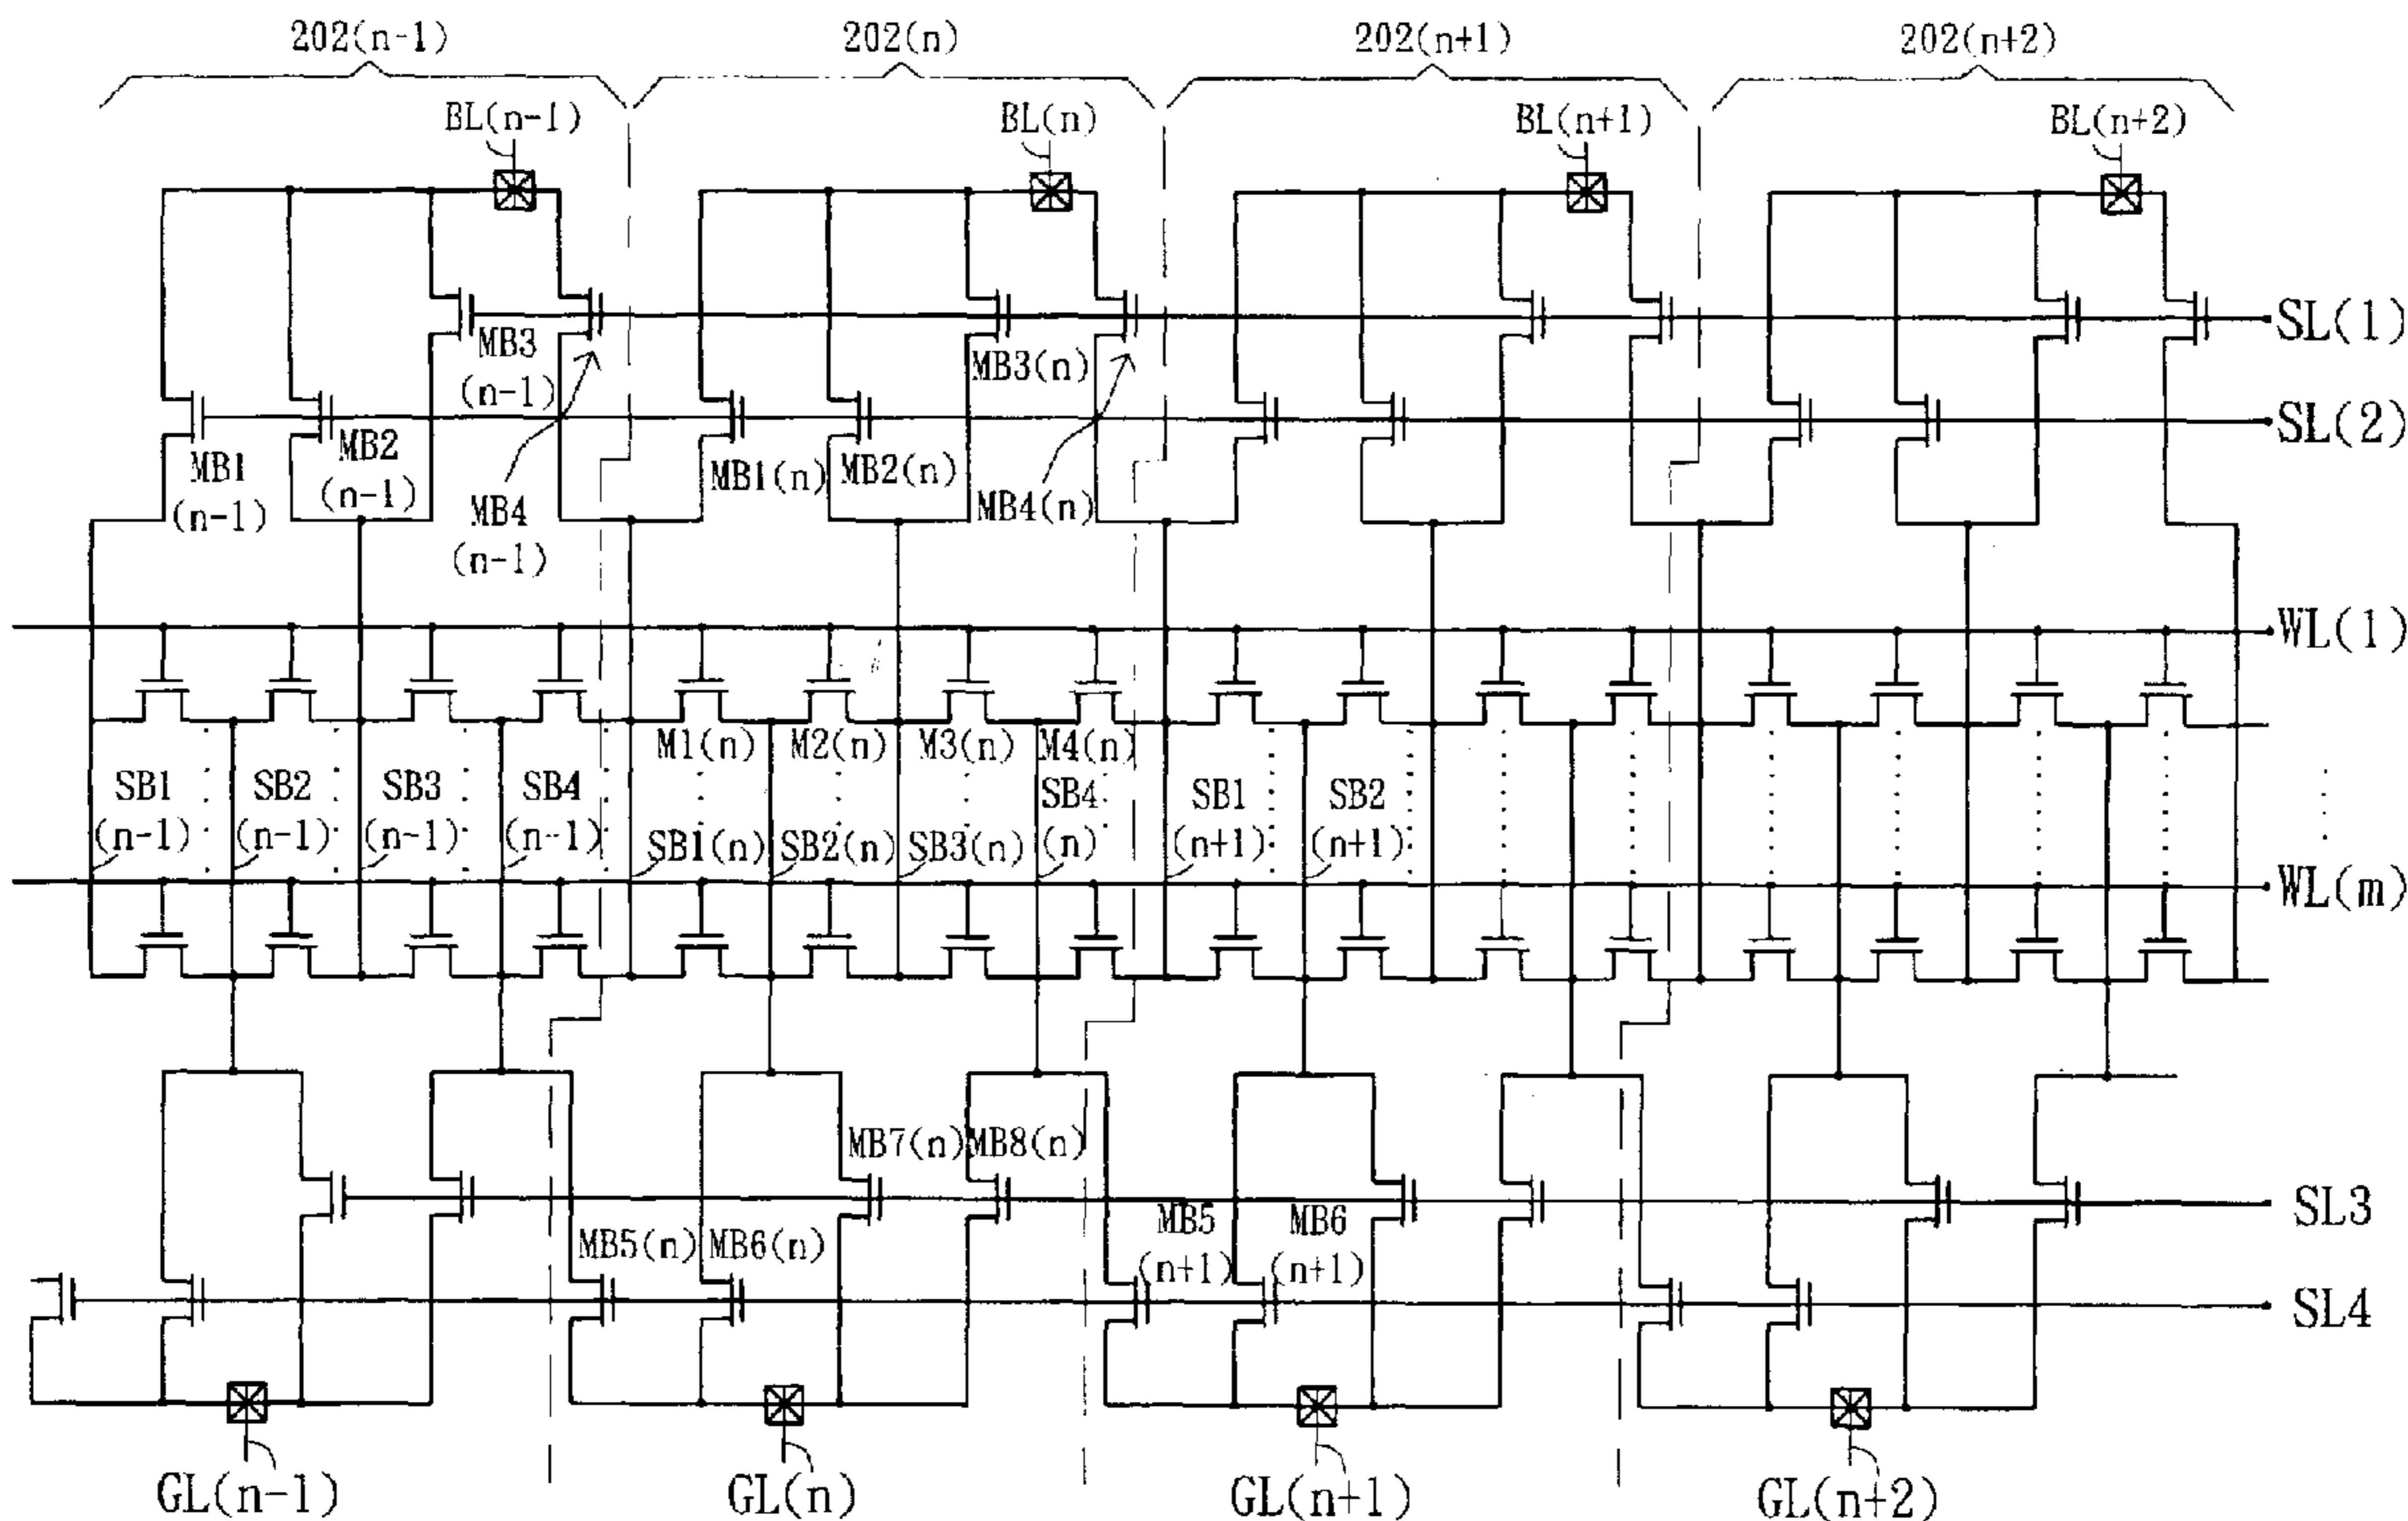 202(n-1) 202(n) 202(n+1) 202(n+2)
BL(n-1) BL(n) BL(n+1) BL(n+2)
SL(1)
MB3
(n-1)
MB3(n)
SL(2)
MB1
(n-1)
MB2
(n-1)
MB4
(n-1)
MB1(n) MB2(n)
MB4(n)
WL(1)
M1(n) M2(n) M3(n) M4(n)
SB1
(n-1)
SB2
(n-1)
SB3
(n-1)
SB4
(n-1)
SB1(n) SB2(n) SB3(n)
SB4
(n)
SB1
(n+1)
SB2
(n+1)
WL(m)
MB7(n) MB8(n)
SL3
MB5(n) MB6(n)
MB5
(n+1)
MB6
(n+1)
SL4
GL(n-1) GL(n) GL(n+1) GL(n+2)